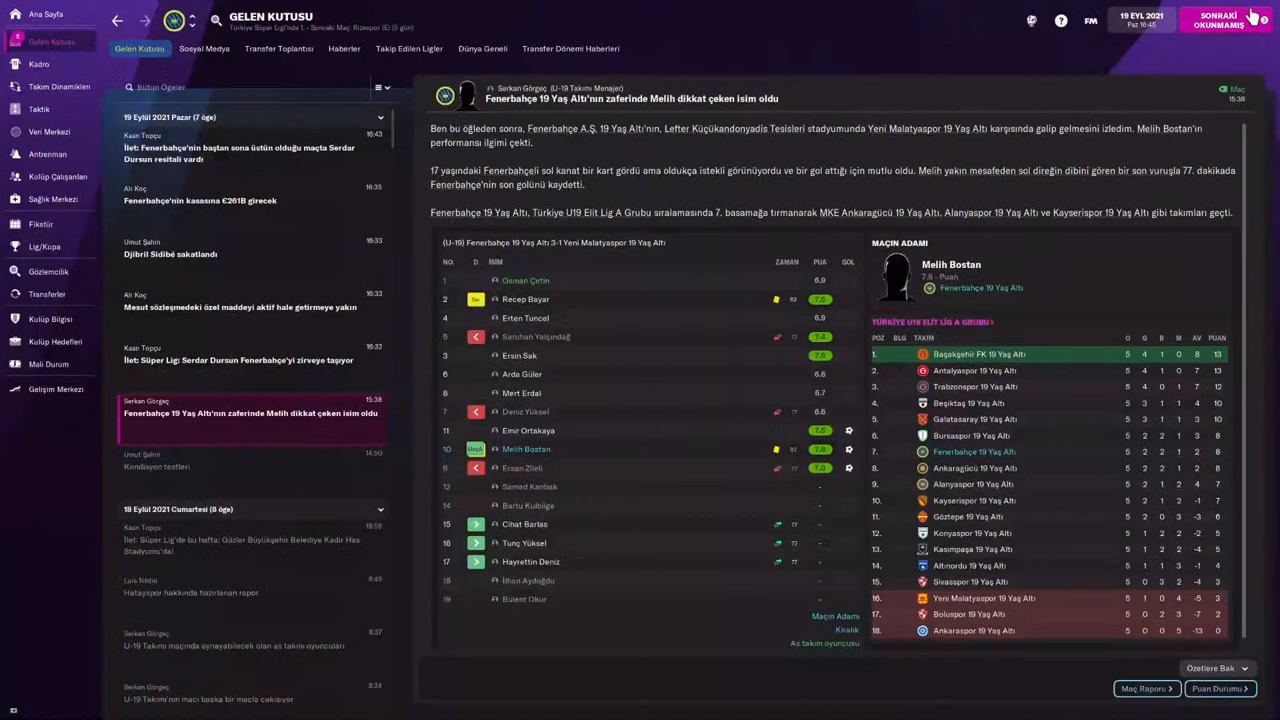 Ana Sayfa
GELEN KUTUSU
Türkiye Süper Ligi'nde 1. - Sonraki Maç: Rizespor (E) (5 gün)
FM
19 EYL 2021
Paz 16:45
SONRAKİ
OKUNMAMIŞ
Gelen Kutusu
Kadro
Takım Dinamikleri
Taktik
Veri Merkezi
Antrenman
Kulüp Çalışanları
Sağlık Merkezi
Fikstür
Lig/Kupa
Gözlemcilik
Transferler
Kulüp Bilgisi
Kulüp Hedefleri
Mali Durum
Gelişim Merkezi
Gelen Kutusu Sosyal Medya Transfer Toplantısı Haberler Takip Edilen Ligler Dünya Geneli Transfer Dönemi Haberleri
Bütün Öğeler
19 Eylül 2021 Pazar (7 öge)
Kaan Topçu 16:43
İlet: Fenerbahçe'nin baştan sona üstün olduğu maçta Serdar
Dursun resitali vardı
Ali Koç 16:35
Fenerbahçe'nin kasasına €261B girecek
Umut Şahin 16:33
Djibril Sidibé sakatlandı
Ali Koç 16:33
Mesut sözleşmedeki özel maddeyi aktif hale getirmeye yakın
Kaan Topçu 16:32
İlet: Süper Lig: Serdar Dursun Fenerbahçe'yi zirveye taşıyor
Serkan Görgeç 15:38
Fenerbahçe 19 Yaş Altı'nın zaferinde Melih dikkat çeken isim oldu
Umut Şahin 14:50
Kondisyon testleri
18 Eylül 2021 Cumartesi (8 öge)
Kaan Topçu 19:58
İlet: Süper Lig'de bu hafta: Gözler Büyükşehir Belediye Kadir Has
Stadyumu'da!
Luis Nédio 8:49
Hatayspor hakkında hazırlanan rapor
Serkan Görgeç 8:37
U-19 Takımı maçında oynayabilecek olan as takım oyuncuları
Serkan Görgeç 8:34
U-19 Takımı'nın maçı başka bir maçla çakışıyor
Serkan Görgeç (U-19 Takımı Menajer)
Fenerbahçe 19 Yaş Altı'nın zaferinde Melih dikkat çeken isim oldu
Maç
15:38
Ben bu öğleden sonra, Fenerbahçe A.Ş. 19 Yaş Altı'nın, Lefter Küçükandonyadis Tesisleri stadyumunda Yeni Malatyaspor 19 Yaş Altı karşısında galip gelmesini izledim. Melih Bostan'ın
performansı ilgimi çekti.
17 yaşındaki Fenerbahçeli sol kanat bir kart gördü ama oldukça istekli görünüyordu ve bir gol attığı için mutlu oldu. Melih yakın mesafeden sol direğin dibini gören bir son vuruşla 77. dakikada
Fenerbahçe'nin son golünü kaydetti.
Fenerbahçe 19 Yaş Altı, Türkiye U19 Elit Lig A Grubu sıralamasında 7. basamağa tırmanarak MKE Ankaragücü 19 Yaş Altı, Alanyaspor 19 Yaş Altı ve Kayserispor 19 Yaş Altı gibi takımları geçti.
(U-19) Fenerbahçe 19 Yaş Altı 3-1 Yeni Malatyaspor 19 Yaş Altı
NO. D İSİM ZAMAN PUA GOL
1 Osman Çetin 6.9
2 Sar Recep Bayar 62 7.5
4 Erten Tuncel 6.9
5 Saruhan Yalçındağ 77 7.4
3 Ersin Sak 7.6
6 Arda Güler 6.8
8 Mert Erdal 6.7
7 Deniz Yüksel 77 6.6
11 Emir Ortakaya 7.5
10 MaçA Melih Bostan 7.8
9 Ersan Zileli 77 7.0
12 Samed Kanbak -
14 Bartu Kulbilge -
15 Cihat Barlas 77 -
16 Tunç Yüksel 77 -
17 Hayrettin Deniz 77 -
18 İlhan Aydoğdu -
19 Bülent Okur -
Maçın Adamı
Kiralık
As takım oyuncusu
MAÇIN ADAMI
Melih Bostan
7.8 - Puan
Fenerbahçe 19 Yaş Altı
TÜRKİYE U19 ELİT LİG A GRUBU >
POZ BLG TAKIM O G B M AV PUAN
1. Başakşehir FK 19 Yaş Altı 5 4 1 0 8 13
2. Antalyaspor 19 Yaş Altı 5 4 1 0 7 13
3. Trabzonspor 19 Yaş Altı 5 4 0 1 7 12
4. Beşiktaş 19 Yaş Altı 5 3 1 1 4 10
5. Galatasaray 19 Yaş Altı 5 3 1 1 3 10
6. Bursaspor 19 Yaş Altı 5 2 2 1 3 8
7. Fenerbahçe 19 Yaş Altı 5 2 2 1 2 8
8. Ankaragücü 19 Yaş Altı 5 2 2 1 2 8
9. Alanyaspor 19 Yaş Altı 5 2 1 2 4 7
10. Kayserispor 19 Yaş Altı 5 2 1 2 -1 7
11. Göztepe 19 Yaş Altı 5 2 0 3 -3 6
12. Konyaspor 19 Yaş Altı 5 1 2 2 -2 5
13. Kasımpaşa 19 Yaş Altı 5 1 2 2 -4 5
14. Altınordu 19 Yaş Altı 5 1 1 3 -1 4
15. Sivasspor 19 Yaş Altı 5 0 3 2 -4 3
16. Yeni Malatyaspor 19 Yaş Altı 5 1 0 4 -5 3
17. Boluspor 19 Yaş Altı 5 0 2 3 -7 2
18. Ankaraspor 19 Yaş Altı 5 0 0 5 -13 0
Özetlere Bak
Maç Raporu >
Puan Durumu >